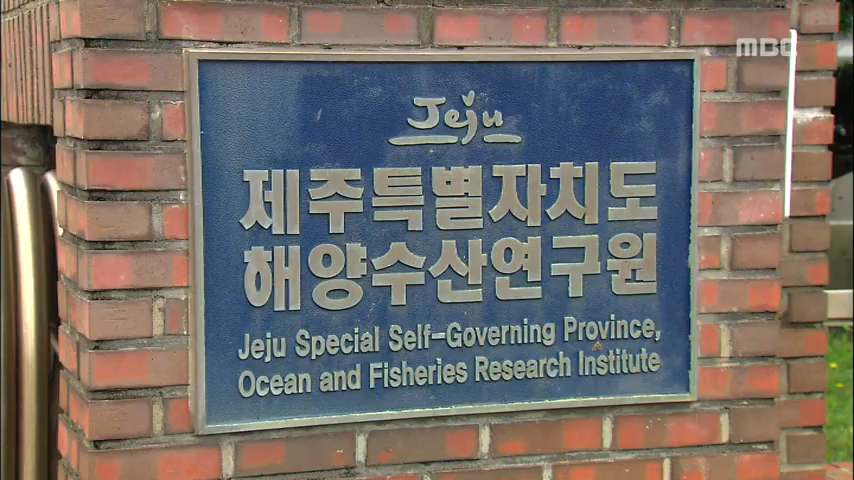 MBC
Jeju
제주특별자치도
해양수산연구원
Jeju Special Self-Governing Province,
Ocean and Fisheries Research Institute